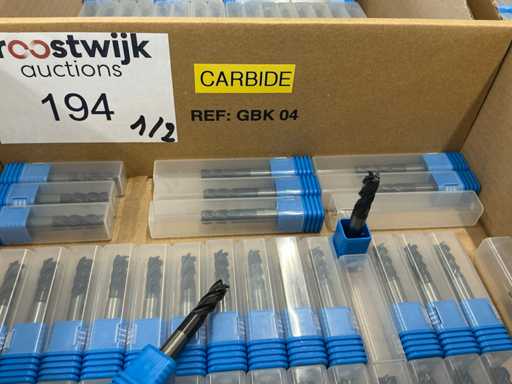 roostwijk
auctions
194
1/2
CARBIDE
REF: GBK 04